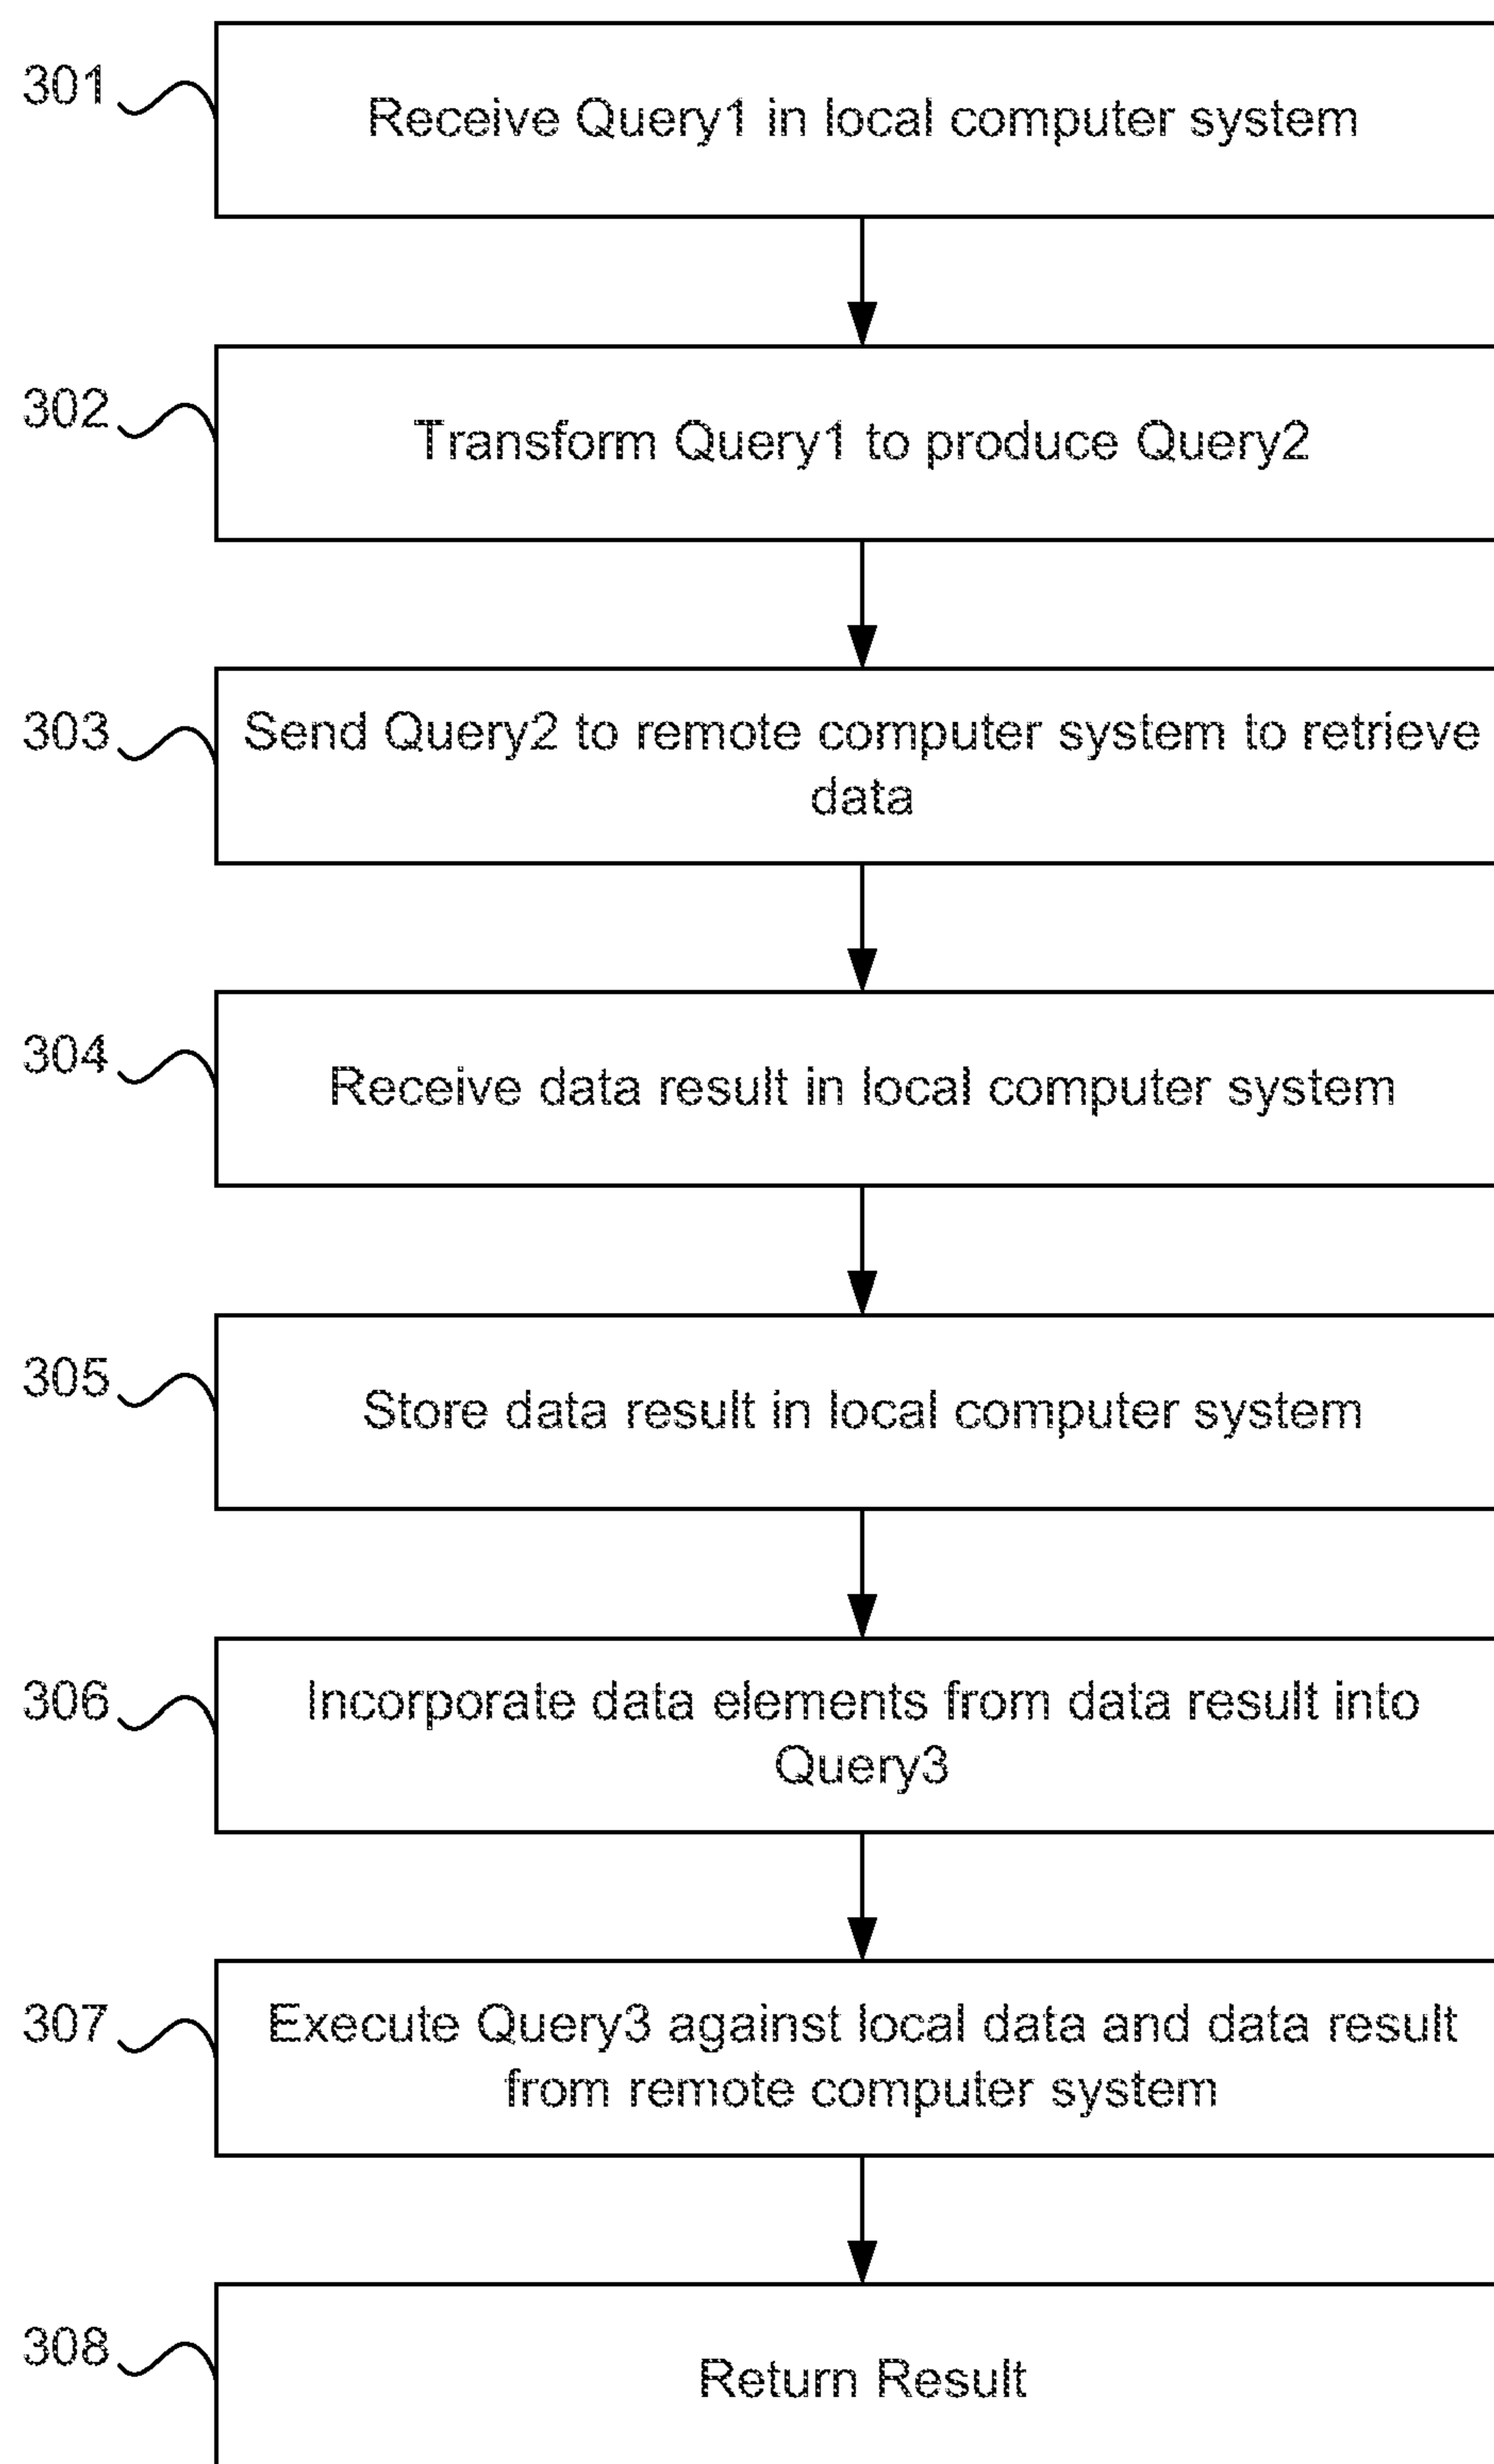 301
Receive Query1 in local computer system
302
Transform Query1 to produce Query2
303
Send Query2 to remote computer system to retrieve
data
304
Receive data result in local computer system
305
Store data result in local computer system
306
Incorporate data elements from data result into
Query3
307
Execute Query3 against local data and data result
from remote computer system
308
Return Result